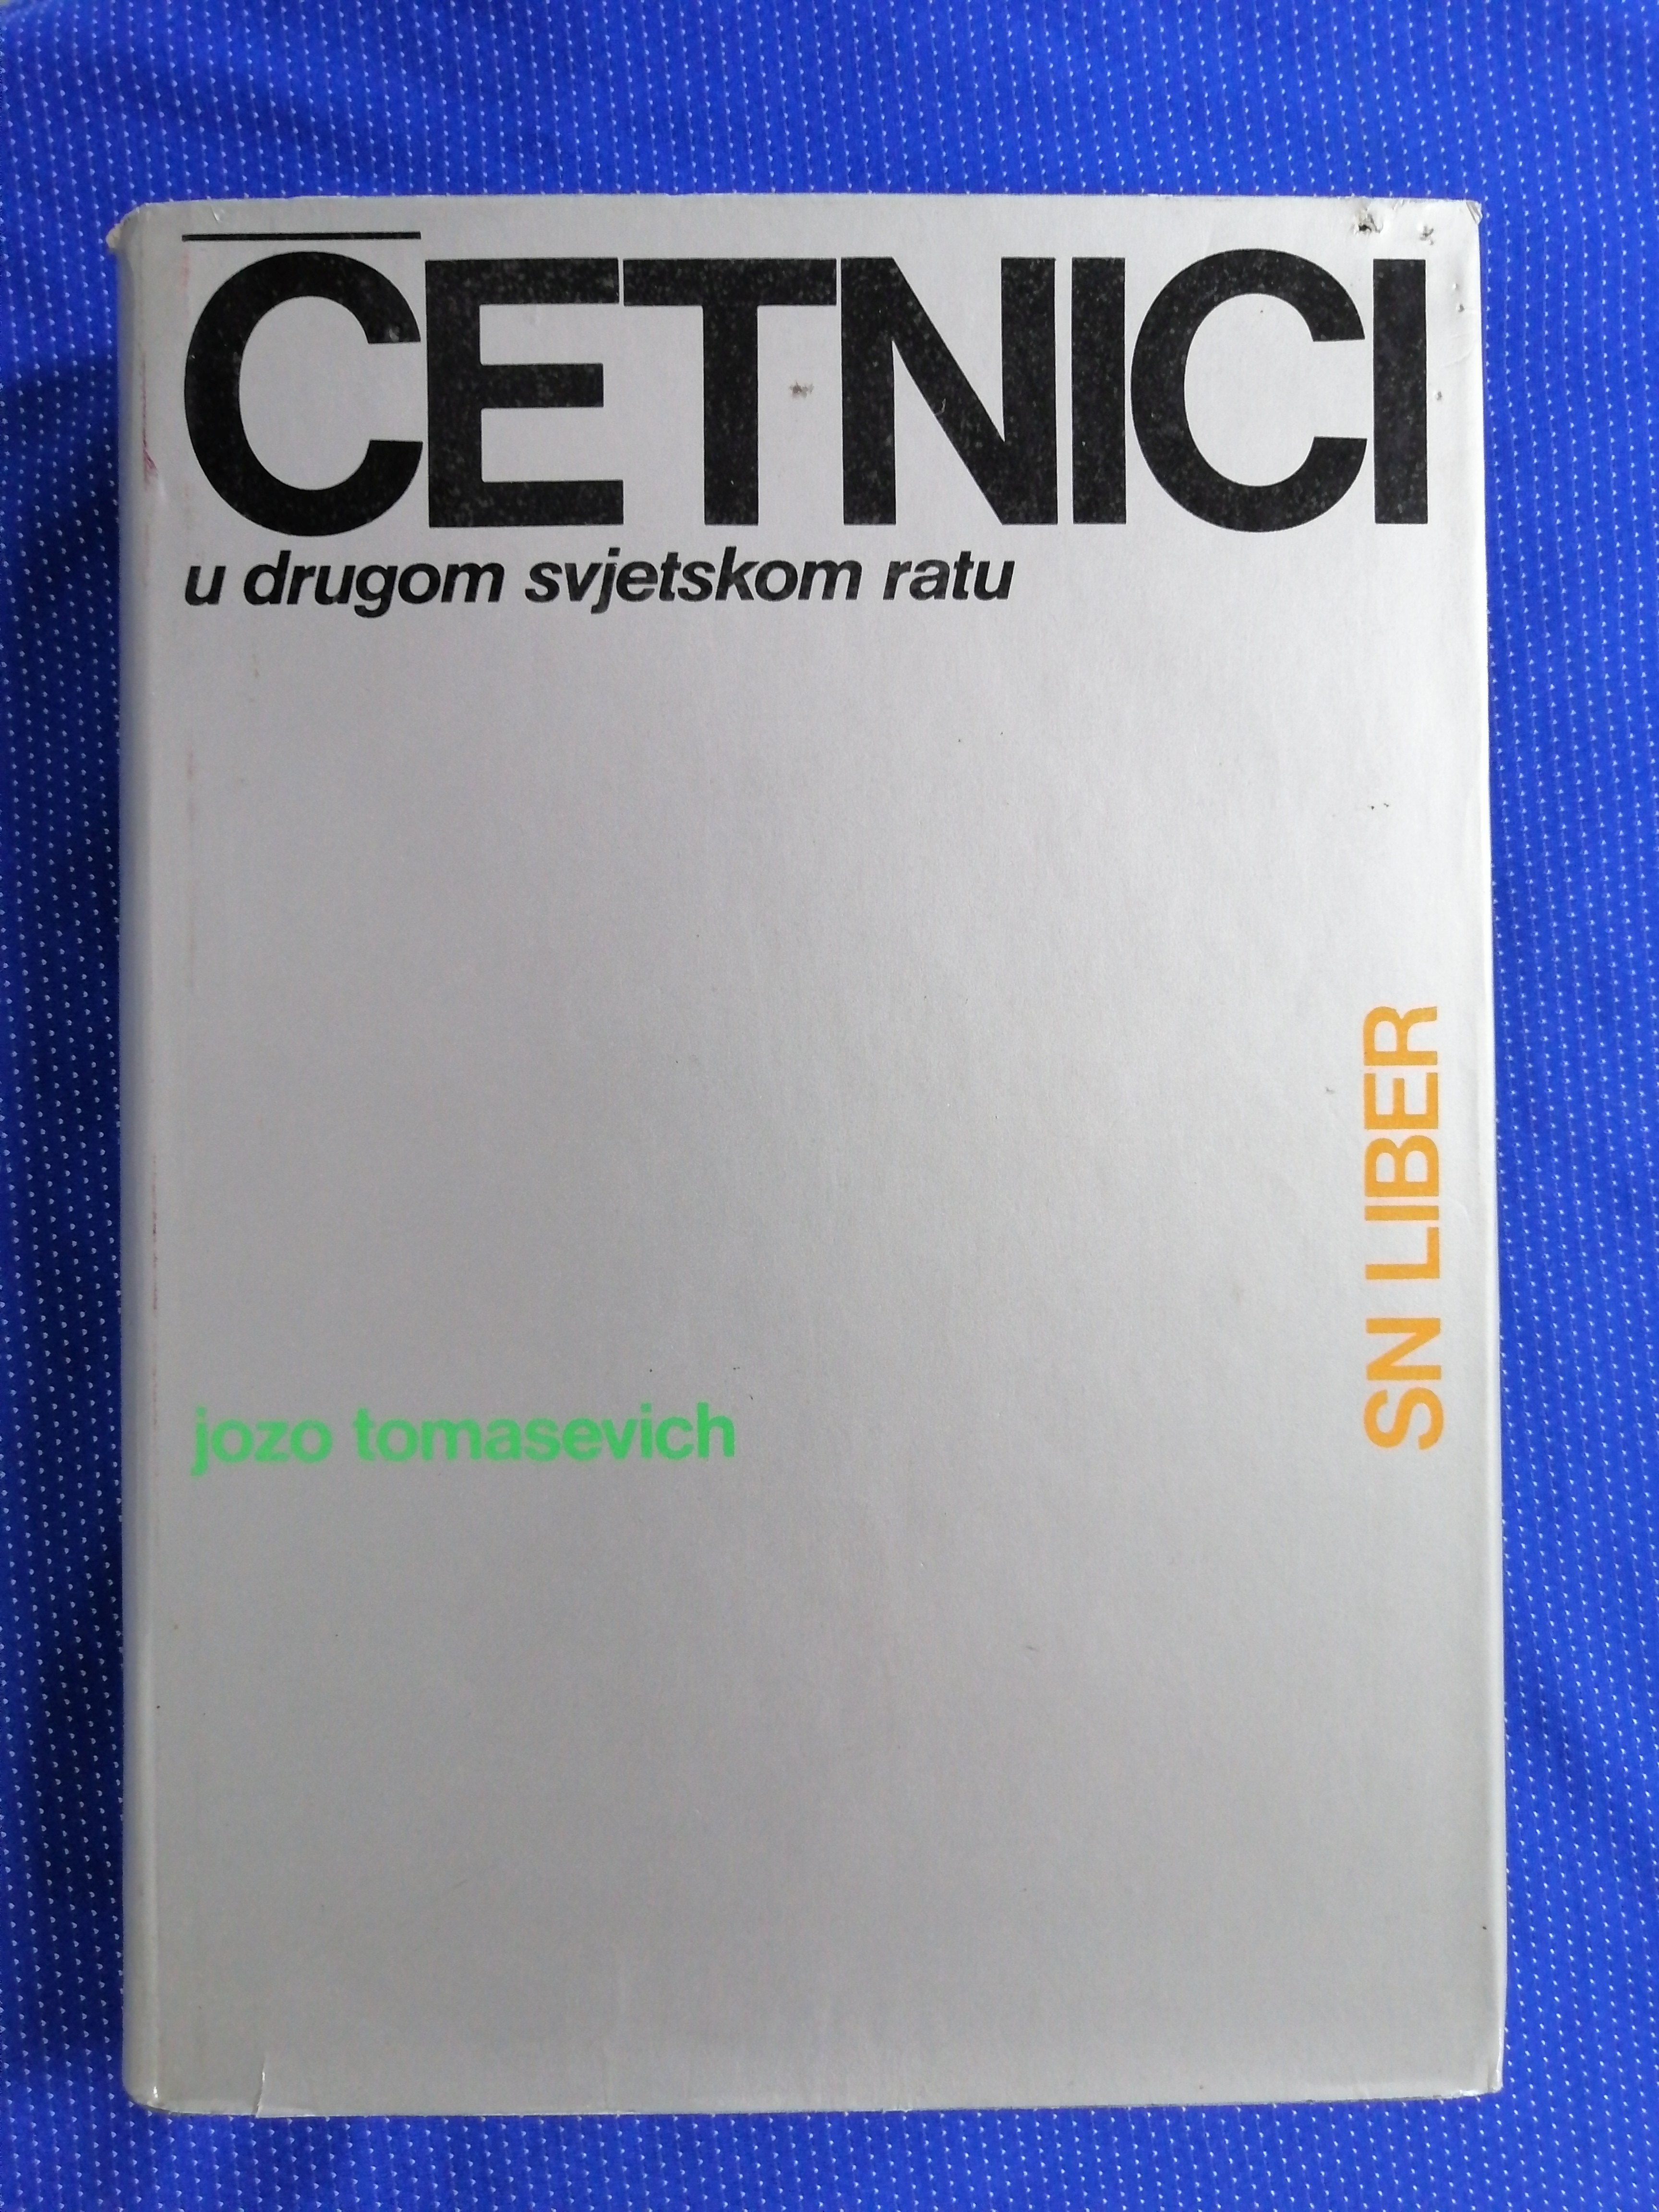 ČETNICI
u drugom svjetskom ratu
SN LIBER
jozo tomasevich